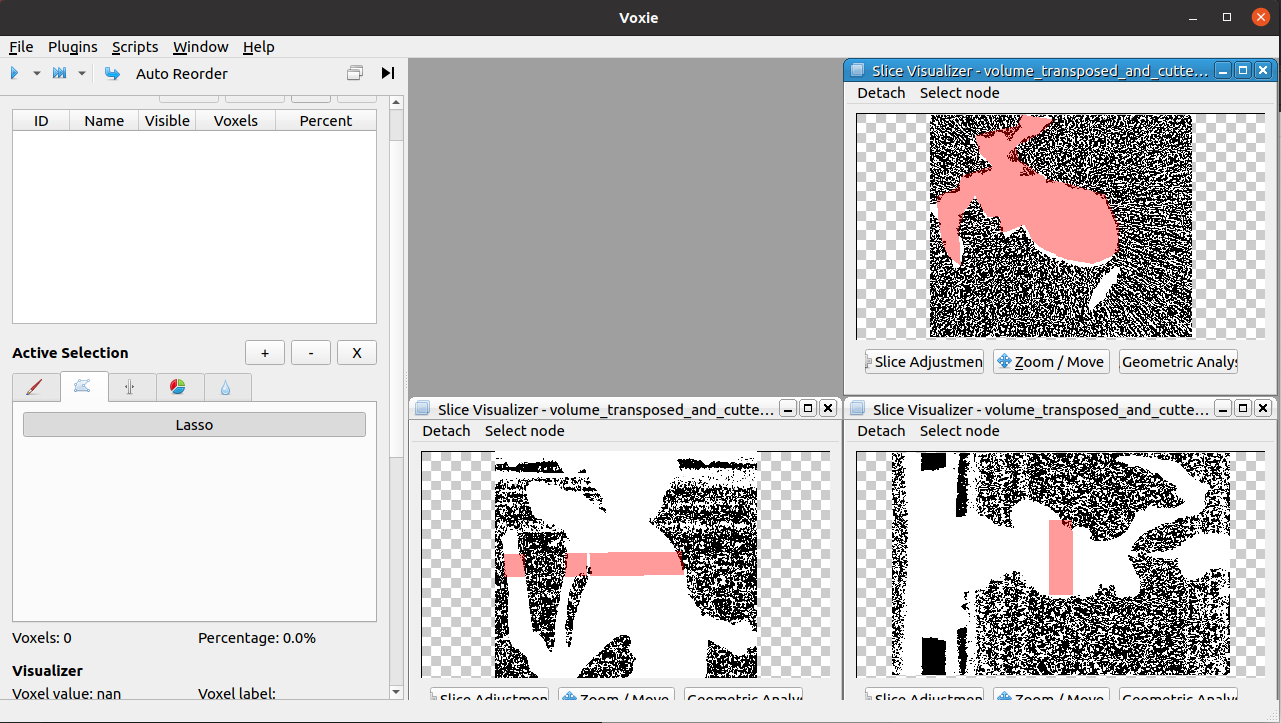 Voxie
File Plugins Scripts Window Help
Auto Reorder
ID Name Visible Voxels Percent
Active Selection + - X
Lasso
Voxels: 0 Percentage: 0.0%
Visualizer
Voxel value: nan Voxel label:
Slice Visualizer - volume_transposed_and_cutte...
Detach Select node
Slice Adjustmen Zoom / Move Geometric Analys
Slice Visualizer - volume_transposed_and_cutte...
Detach Select node
Slice Adjustmen Zoom / Move Geometric Analys
Slice Visualizer - volume_transposed_and_cutte...
Detach Select node
Slice Adjustmen Zoom / Move Geometric Analys